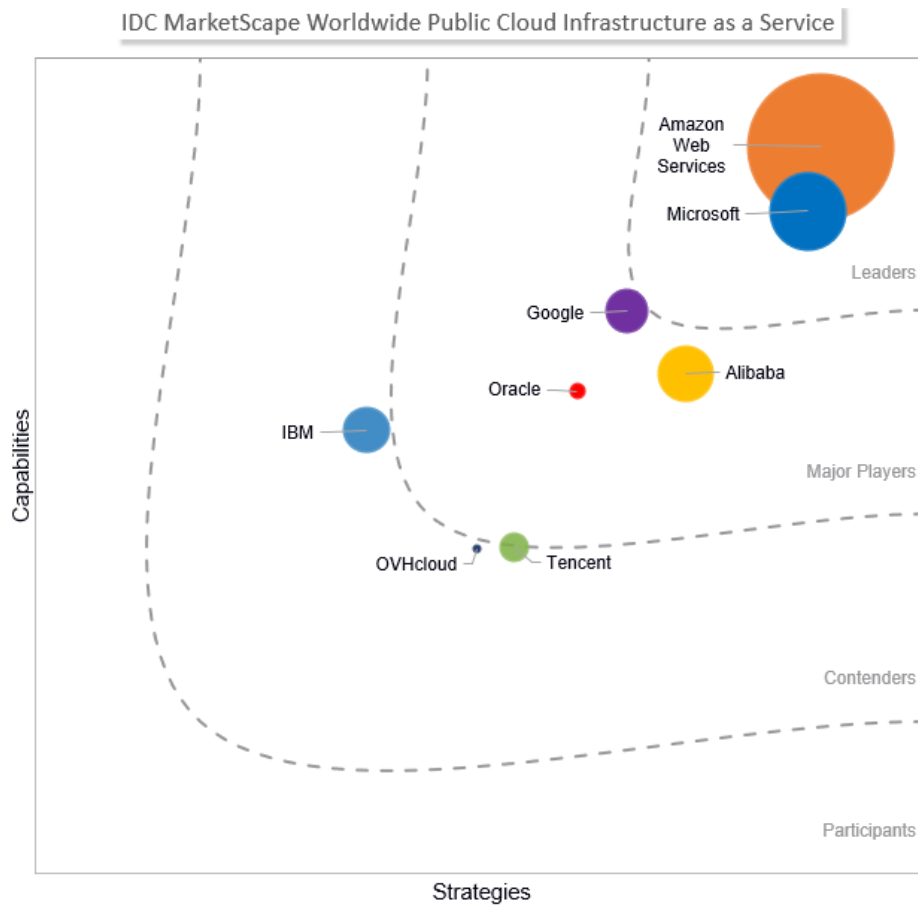 IDC MarketScape Worldwide Public Cloud Infrastructure as a Service
Amazon
Web
Services
Microsoft
Leaders
Google
Alibaba
Oracle
IBM
Major Players
Capabilities
OVHcloud
Tencent
Contenders
Participants
Strategies